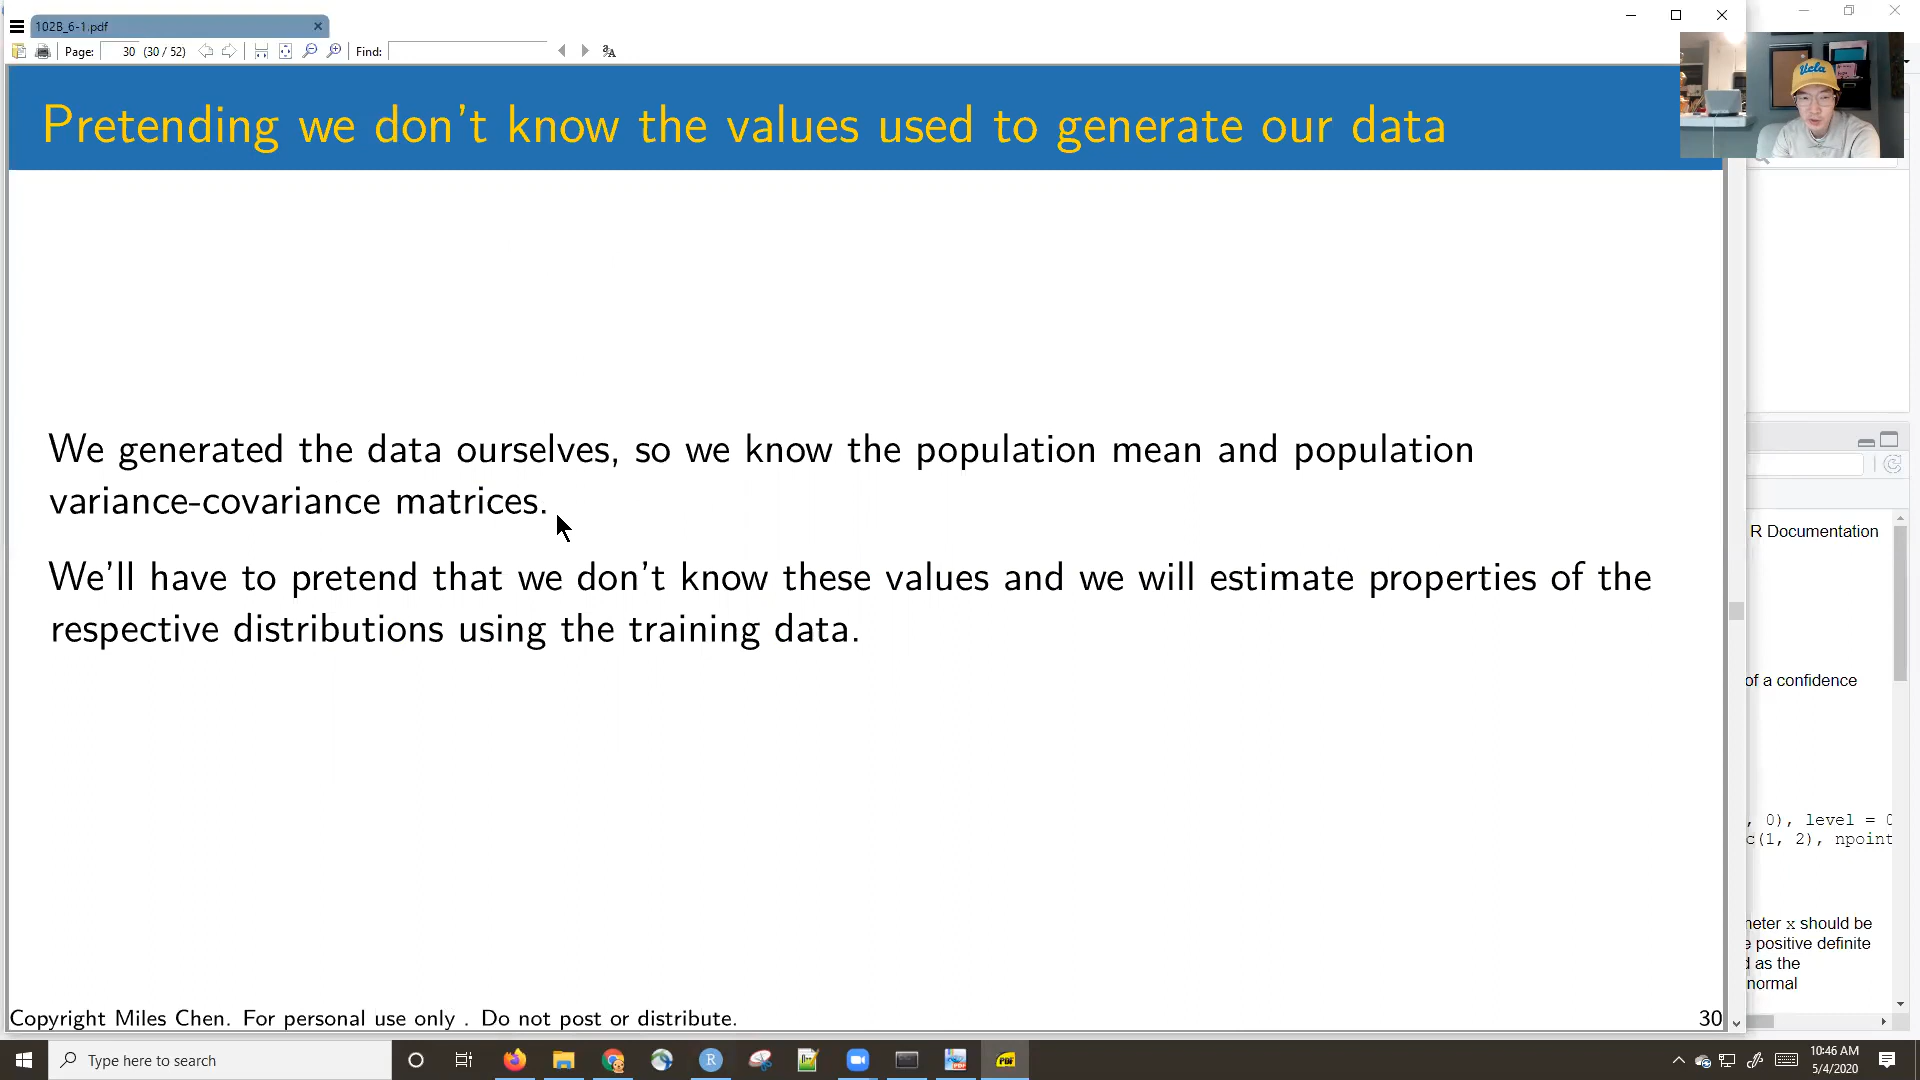 102B_6-1.pdf
Page: 30 (30 / 52) Find:
Pretending we don't know the values used to generate our data
Ucla
We generated the data ourselves, so we know the population mean and population
variance-covariance matrices.
We'll have to pretend that we don't know these values and we will estimate properties of the
respective distributions using the training data.
R Documentation
of a confidence
, 0), level = 0
c(1, 2), npoint
neter x should be
e positive definite
d as the
normal
Copyright Miles Chen. For personal use only . Do not post or distribute.
30
Type here to search
R
PDF
10:46 AM
5/4/2020